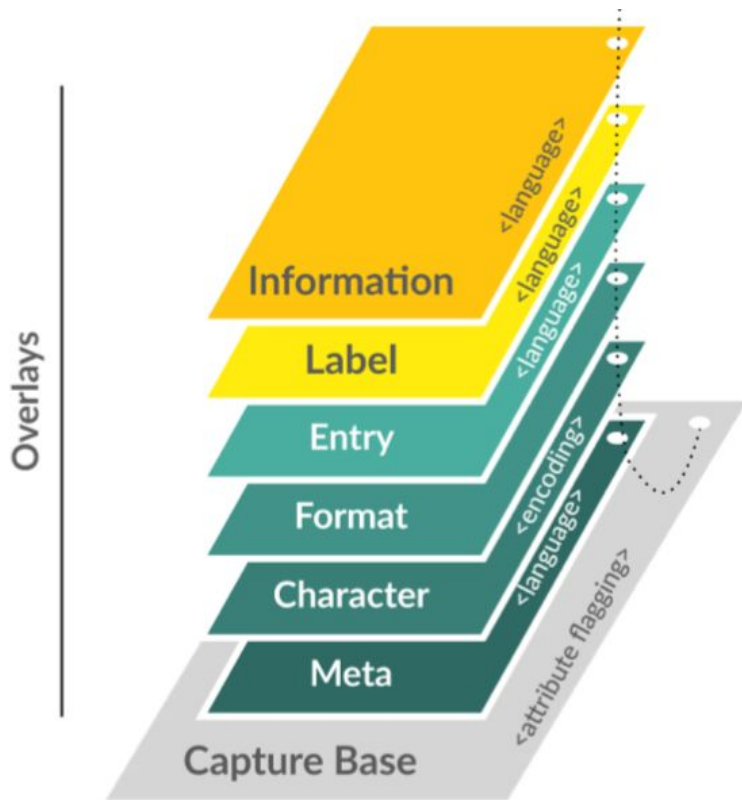 Overlays
Information
<language>
Label
<language>
Entry
<language>
Format
Character
<encoding>
Meta
<language>
Capture Base
<attribute flagging>